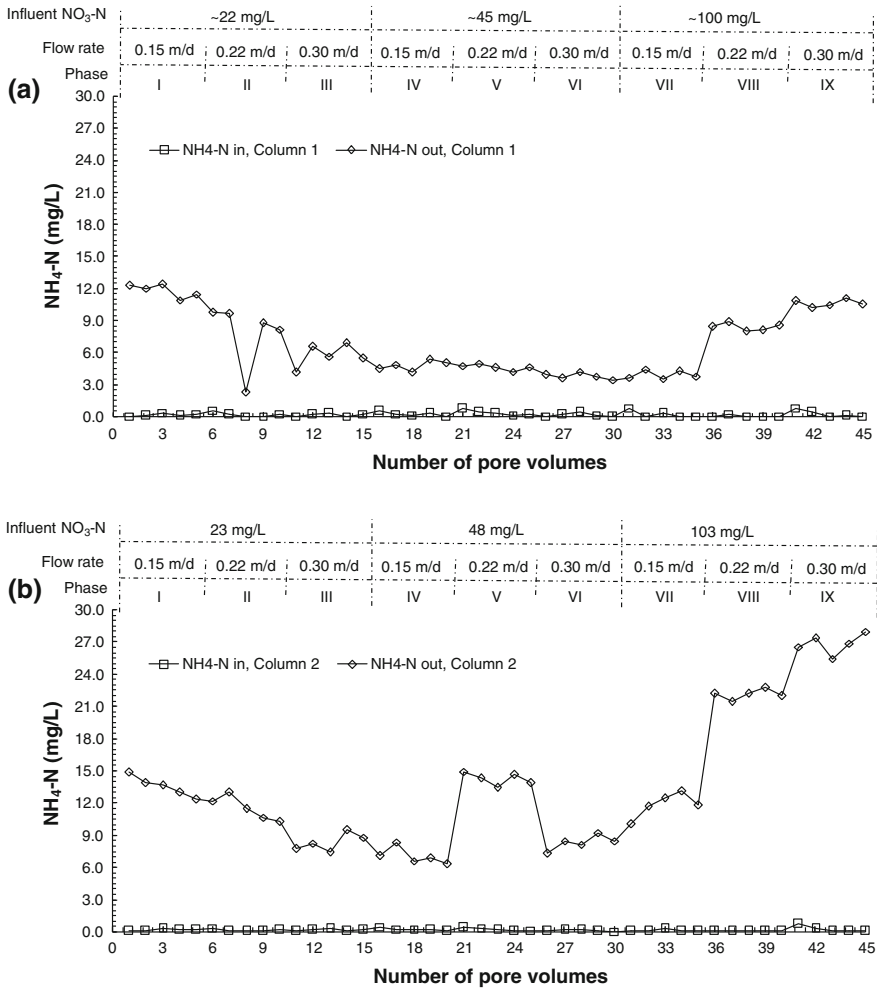 Influent NO3-N ~22 mg/L ~45 mg/L ~100 mg/L
Flow rate 0.15 m/d 0.22 m/d 0.30 m/d 0.15 m/d 0.22 m/d 0.30 m/d 0.15 m/d 0.22 m/d 0.30 m/d
Phase I II III IV V VI VII VIII IX
(a)
30.0
27.0
24.0
21.0
18.0
15.0
12.0
9.0
6.0
3.0
0.0
NH4-N (mg/L)
NH4-N in, Column 1 NH4-N out, Column 1
0 3 6 9 12 15 18 21 24 27 30 33 36 39 42 45
Number of pore volumes
Influent NO3-N 23 mg/L 48 mg/L 103 mg/L
Flow rate 0.15 m/d 0.22 m/d 0.30 m/d 0.15 m/d 0.22 m/d 0.30 m/d 0.15 m/d 0.22 m/d 0.30 m/d
Phase I II III IV V VI VII VIII IX
(b)
30.0
27.0
24.0
21.0
18.0
15.0
12.0
9.0
6.0
3.0
0.0
NH4-N (mg/L)
NH4-N in, Column 2 NH4-N out, Column 2
0 3 6 9 12 15 18 21 24 27 30 33 36 39 42 45
Number of pore volumes